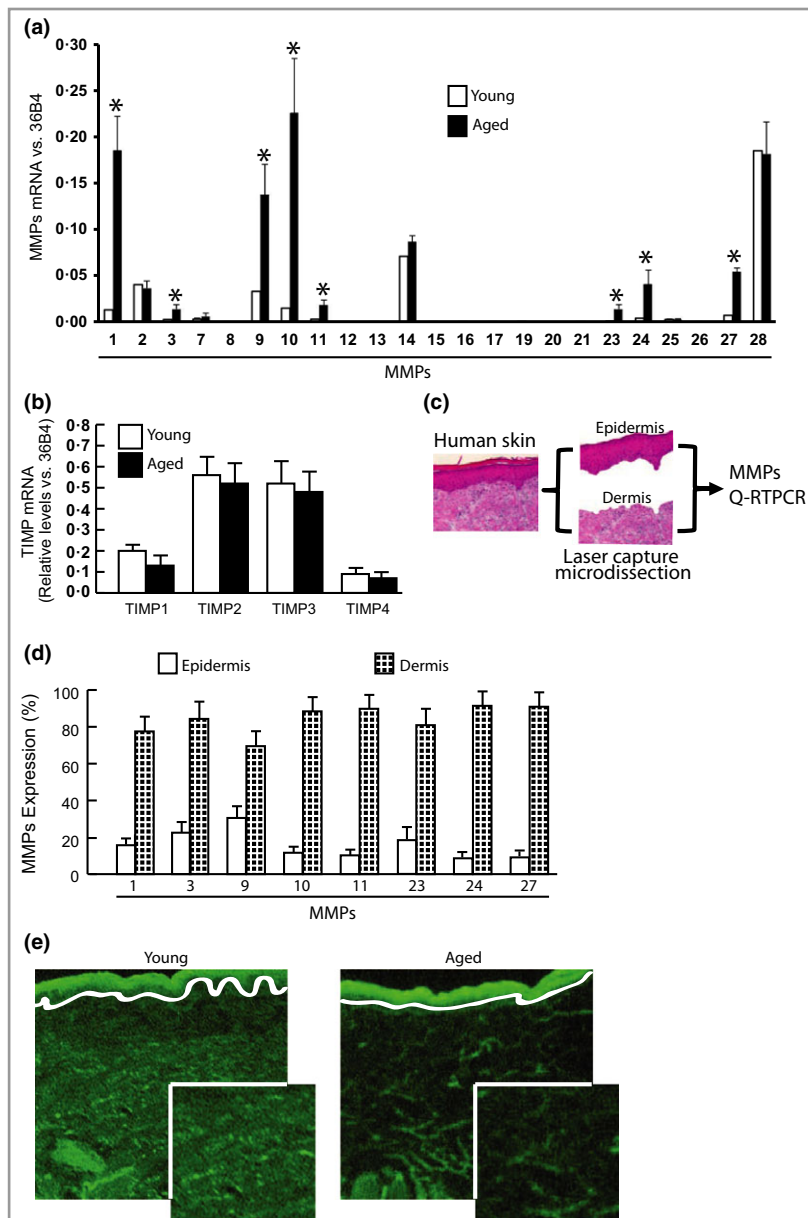 (a)
0·30
0·25
0·20
0·15
0·10
0·05
0·00
MMPs mRNA vs. 36B4
Young
Aged
* * * * * * * *
1 2 3 7 8 9 10 11 12 13 14 15 16 17 19 20 21 23 24 25 26 27 28
MMPs
(b)
0·8
0·7
0·6
0·5
0·4
0·3
0·2
0·1
0·0
TIMP mRNA
(Relative levels vs. 36B4)
Young
Aged
TIMP1 TIMP2 TIMP3 TIMP4
(c)
Human skin
Epidermis
Dermis
Laser capture
microdissection
MMPs
Q-RTPCR
(d)
Epidermis Dermis
100
80
60
40
20
0
MMPs Expression (%)
1 3 9 10 11 23 24 27
MMPs
(e)
Young Aged